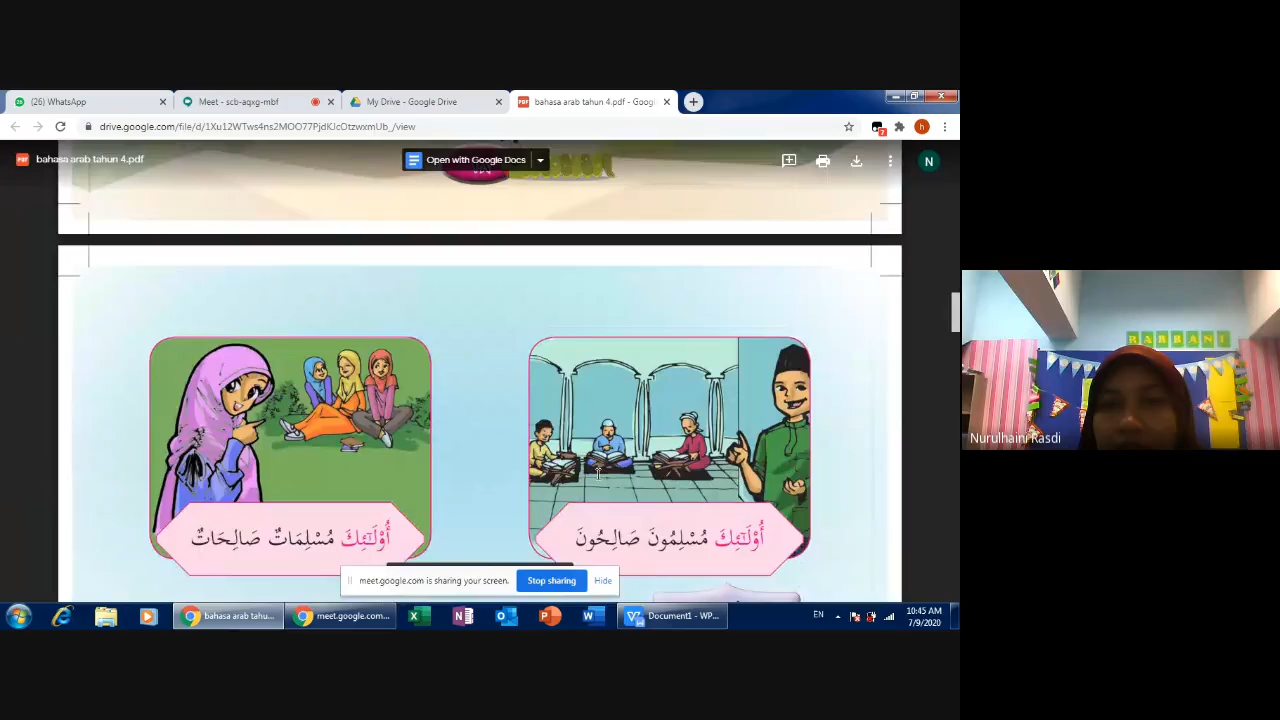 (26) WhatsApp
Meet - scb-aqxg-mbf
My Drive - Google Drive
bahasa arab tahun 4.pdf - Googl
drive.google.com/file/d/1Xu12WTws4ns2MOO77PjdKJcOtzwxmUb_/view
bahasa arab tahun 4.pdf
Open with Google Docs
N
RABBANI
Nurulhaini Rasdi
أُوْلَـٰٓئِكَ مُسْلِمُونَ صَالِحُونَ
أُوْلَـٰٓئِكَ مُسْلِمَاتٌ صَالِحَاتٌ
meet.google.com is sharing your screen.
Stop sharing
Hide
bahasa arab tahu...
meet.google.com...
Document1 - WP...
EN
10:45 AM
7/9/2020